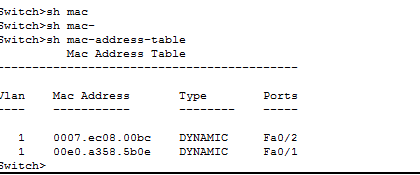 Switch>sh mac
Switch>sh mac-
Switch>sh mac-address-table
Mac Address Table
-------------------------------------------
Vlan Mac Address Type Ports
---- ----------- -------- -----
1 0007.ec08.00bc DYNAMIC Fa0/2
1 00e0.a358.5b0e DYNAMIC Fa0/1
Switch>